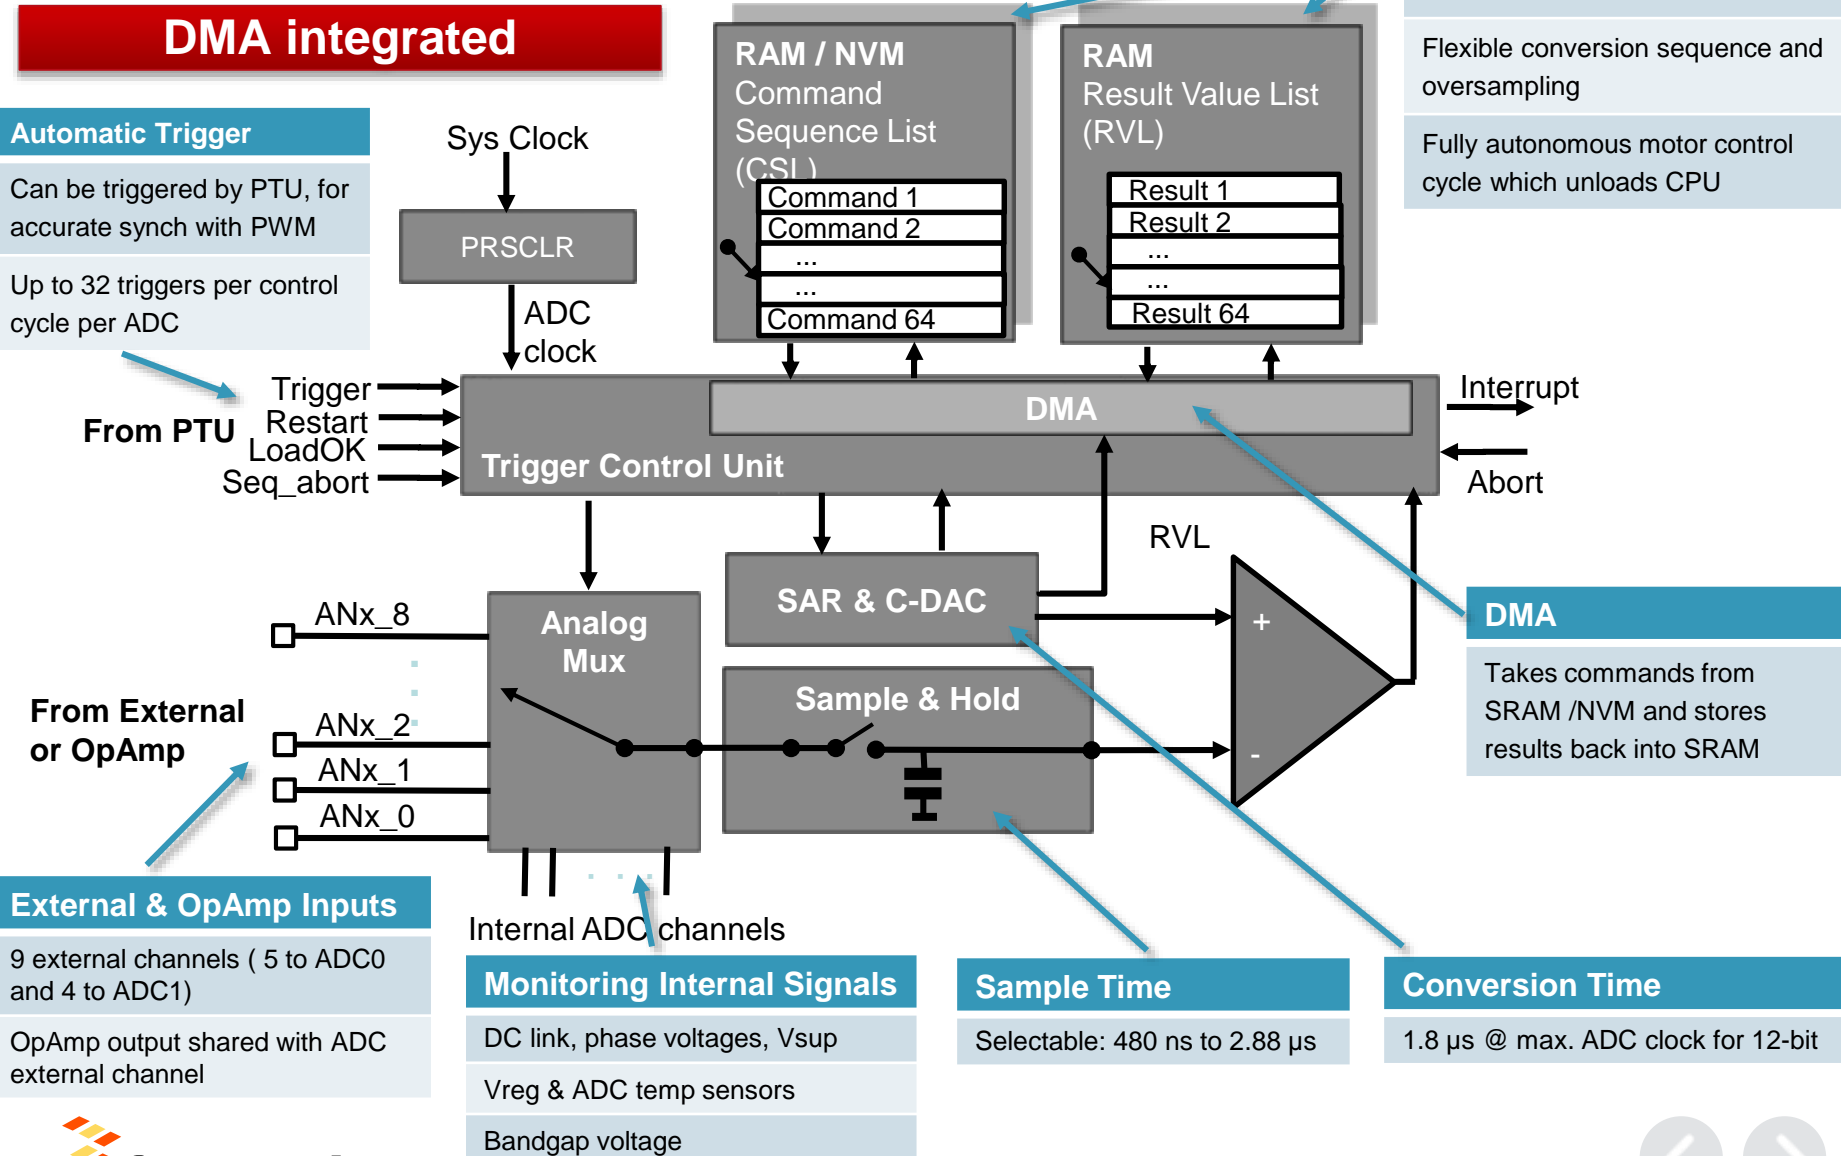 DMA integrated
Automatic Trigger
Can be triggered by PTU, for
accurate synch with PWM
Up to 32 triggers per control
cycle per ADC
Sys Clock
PRSCLR
ADC
clock
RAM / NVM
Command
Sequence List
(CSL)
Command 1
Command 2
...
...
Command 64
RAM
Result Value List
(RVL)
Result 1
Result 2
...
...
Result 64
Flexible conversion sequence and
oversampling
Fully autonomous motor control
cycle which unloads CPU
From PTU
Trigger
Restart
LoadOK
Seq_abort
DMA
Trigger Control Unit
Interrupt
Abort
RVL
SAR & C-DAC
Analog
Mux
Sample & Hold
+
-
ANx_8
ANx_2
ANx_1
ANx_0
From External
or OpAmp
DMA
Takes commands from
SRAM /NVM and stores
results back into SRAM
External & OpAmp Inputs
9 external channels ( 5 to ADC0
and 4 to ADC1)
OpAmp output shared with ADC
external channel
Internal ADC channels
Monitoring Internal Signals
DC link, phase voltages, Vsup
Vreg & ADC temp sensors
Bandgap voltage
Sample Time
Selectable: 480 ns to 2.88 μs
Conversion Time
1.8 μs @ max. ADC clock for 12-bit